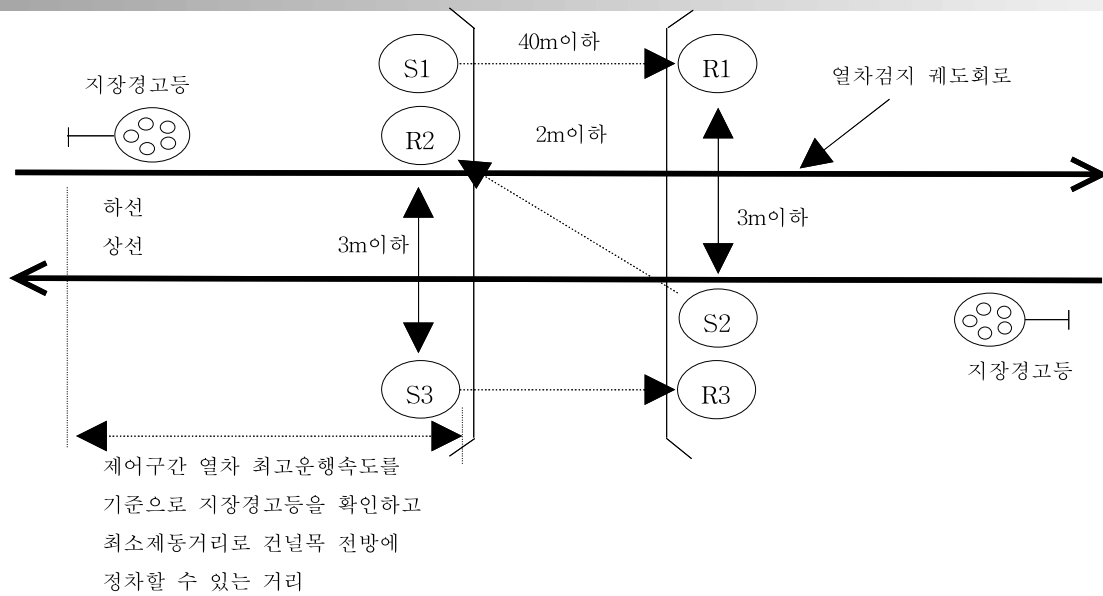 40m이하
S1
R1
열차검지 궤도회로
지장경고등
R2
2m이하
하선
3m이하
상선
3m이하
S2
지장경고등
S3
R3
제어구간 열차 최고운행속도를
기준으로 지장경고등을 확인하고
최소제동거리로 건널목 전방에
정차할 수 있는 거리